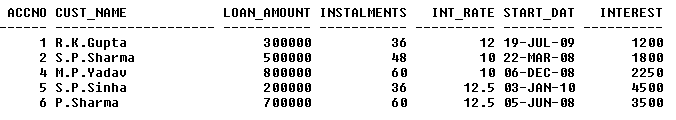 ACCNO CUST_NAME LOAN_AMOUNT INSTALMENTS INT_RATE START_DAT INTEREST
1 R.K.Gupta 300000 36 12 19-JUL-09 1200
2 S.P.Sharma 500000 48 10 22-MAR-08 1800
4 M.P.Yadav 800000 60 10 06-DEC-08 2250
5 S.P.Sinha 200000 36 12.5 03-JAN-10 4500
6 P.Sharma 700000 60 12.5 05-JUN-08 3500